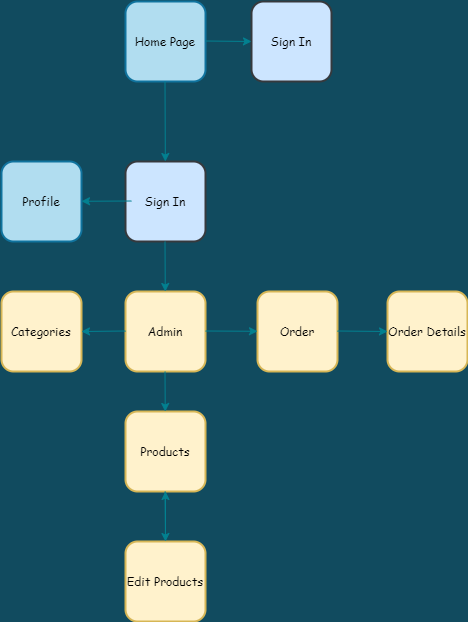 Home Page
Sign In
Profile
Sign In
Categories
Admin
Order
Order Details
Products
Edit Products